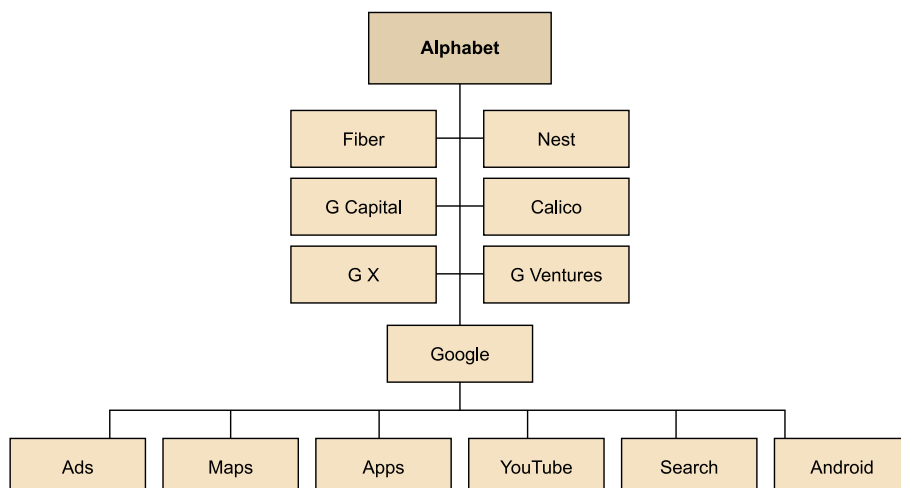 Alphabet
Fiber
Nest
G Capital
Calico
G X
G Ventures
Google
Ads
Maps
Apps
YouTube
Search
Android